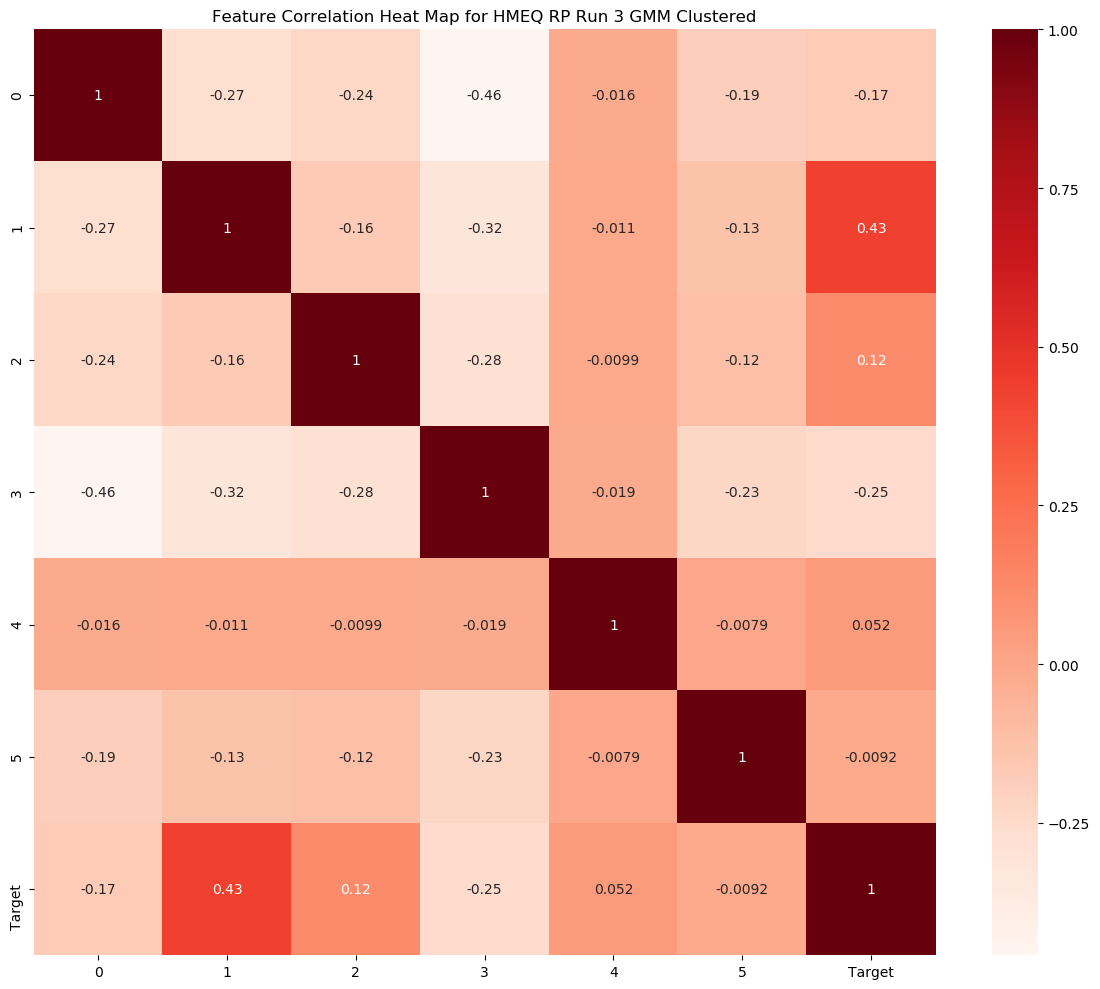 Feature Correlation Heat Map for HMEQ RP Run 3 GMM Clustered
0 1 -0.27 -0.24 -0.46 -0.016 -0.19 -0.17
1 -0.27 1 -0.16 -0.32 -0.011 -0.13 0.43
2 -0.24 -0.16 1 -0.28 -0.0099 -0.12 0.12
3 -0.46 -0.32 -0.28 1 -0.019 -0.23 -0.25
4 -0.016 -0.011 -0.0099 -0.019 1 -0.0079 0.052
5 -0.19 -0.13 -0.12 -0.23 -0.0079 1 -0.0092
Target -0.17 0.43 0.12 -0.25 0.052 -0.0092 1
0 1 2 3 4 5 Target
1.00
0.75
0.50
0.25
0.00
−0.25